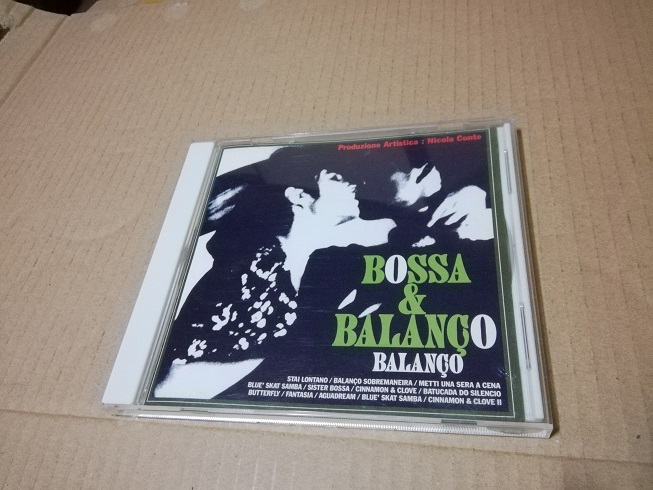 Produzione Artistica : Nicola Conte
BOSSA
&
BALANÇO
BALANÇO
STAI LONTANO / BALANÇO SOBREMANEIRA / METTI UNA SERA A CENA
BLUE' SKAT SAMBA / SISTER BOSSA / CINNAMON & CLOVE / BATUCADA DO SILENCIO
BUTTERFLY / FANTASIA / AGUADREAM / BLUE' SKAT SAMBA / CINNAMON & CLOVE II